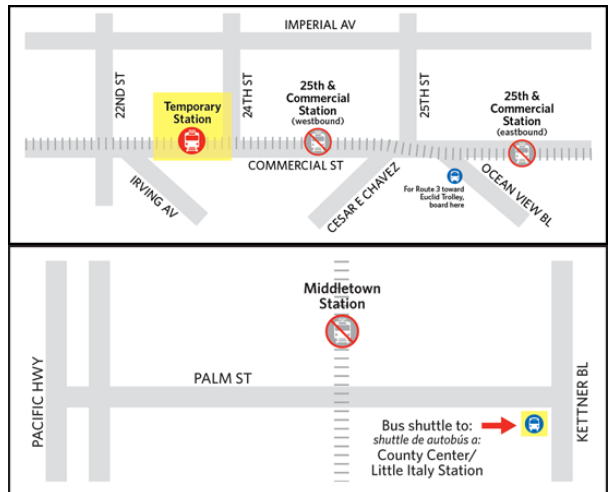 IMPERIAL AV
22ND ST
24TH ST
25TH ST
Temporary
Station
25th &
Commercial
Station
(westbound)
25th &
Commercial
Station
(eastbound)
COMMERCIAL ST
IRVING AV
CESAR E CHAVEZ
OCEAN VIEW BL
For Route 3 toward
Euclid Trolley,
board here
Middletown
Station
PACIFIC HWY
PALM ST
KETTNER BL
Bus shuttle to:
shuttle de autobús a:
County Center/
Little Italy Station